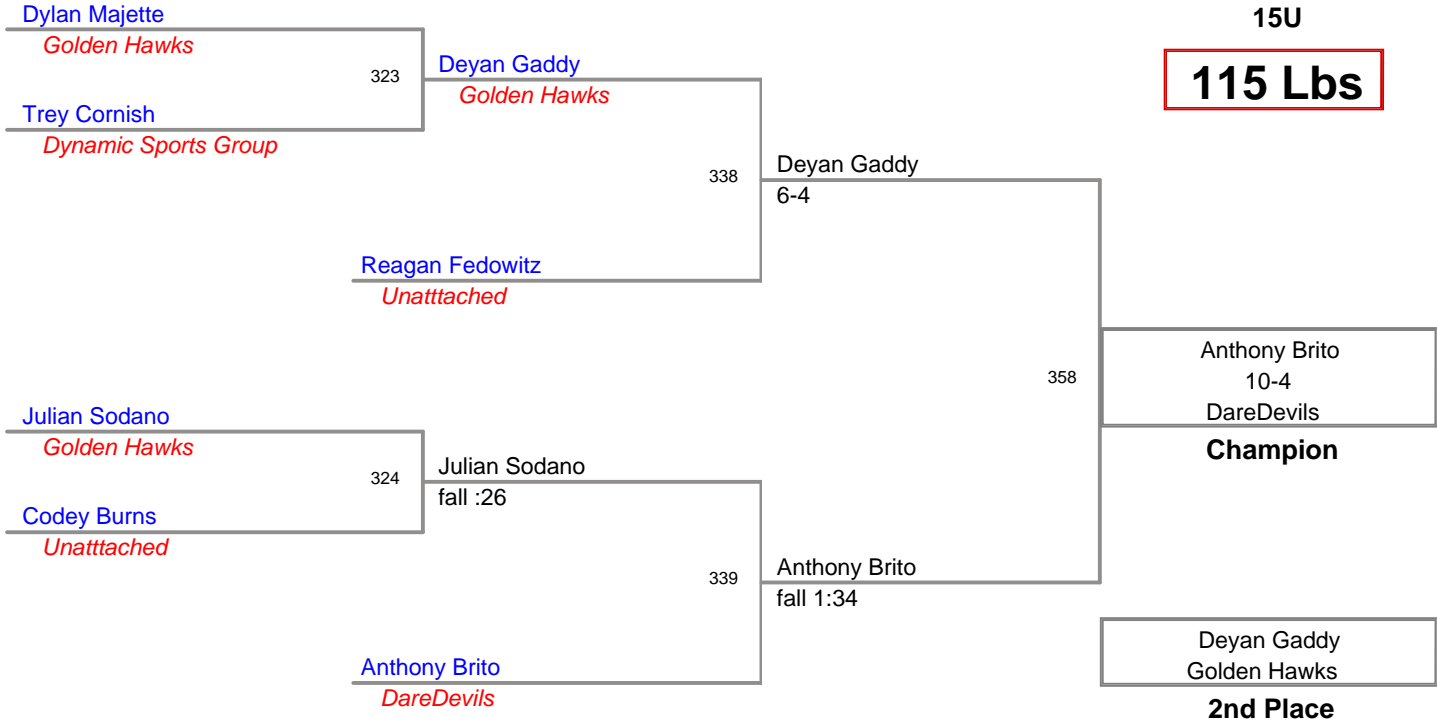 Dylan Majette
Golden Hawks
15U
115 Lbs
323
Deyan Gaddy
Golden Hawks
Trey Cornish
Dynamic Sports Group
338
Deyan Gaddy
6-4
Reagan Fedowitz
Unatttached
358
Anthony Brito
10-4
DareDevils
Champion
Julian Sodano
Golden Hawks
324
Julian Sodano
fall :26
Codey Burns
Unatttached
339
Anthony Brito
fall 1:34
Anthony Brito
DareDevils
Deyan Gaddy
Golden Hawks
2nd Place